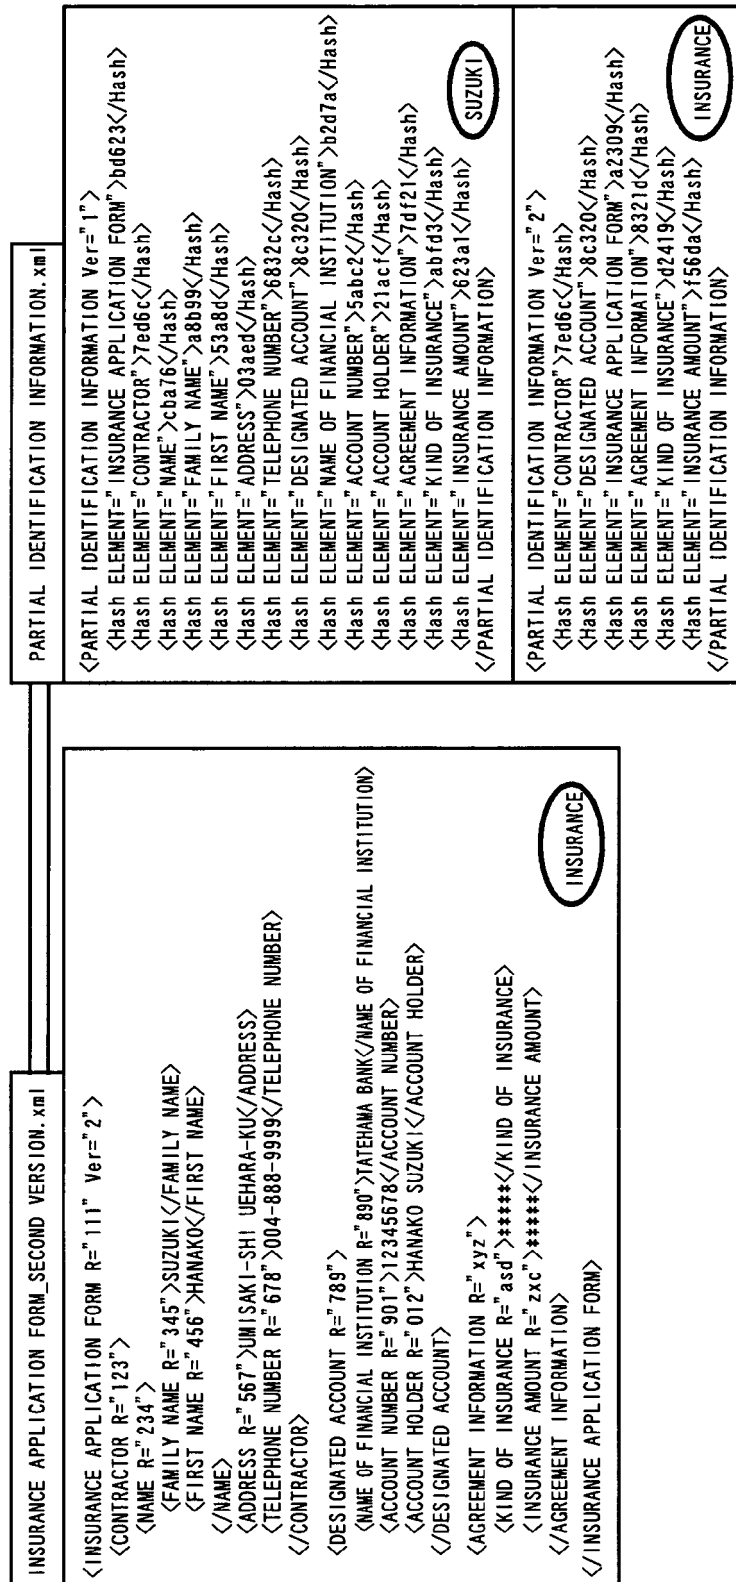 INSURANCE APPLICATION FORM_SECOND VERSION.xml
<INSURANCE APPLICATION FORM R="111" Ver="2">
<CONTRACTOR R="123">
<NAME R="234">
<FAMILY NAME R="345">SUZUKI</FAMILY NAME>
<FIRST NAME R="456">HANAKO</FIRST NAME>
</NAME>
<ADDRESS R="567">UMISAKI-SHI UEHARA-KU</ADDRESS>
<TELEPHONE NUMBER R="678">004-888-9999</TELEPHONE NUMBER>
</CONTRACTOR>
<DESIGNATED ACCOUNT R="789">
<NAME OF FINANCIAL INSTITUTION R="890">TATEHAMA BANK</NAME OF FINANCIAL INSTITUTION>
<ACCOUNT NUMBER R="901">12345678</ACCOUNT NUMBER>
<ACCOUNT HOLDER R="012">HANAKO SUZUKI</ACCOUNT HOLDER>
</DESIGNATED ACCOUNT>
<AGREEMENT INFORMATION R="xyz">
<KIND OF INSURANCE R="asd">*****</KIND OF INSURANCE>
<INSURANCE AMOUNT R="zxc">*****</INSURANCE AMOUNT>
</AGREEMENT INFORMATION>
</INSURANCE APPLICATION FORM>
INSURANCE
PARTIAL IDENTIFICATION INFORMATION.xml
<PARTIAL IDENTIFICATION INFORMATION Ver="1">
<Hash ELEMENT="INSURANCE APPLICATION FORM">bd623</Hash>
<Hash ELEMENT="CONTRACTOR">7ed6c</Hash>
<Hash ELEMENT="NAME">cba76</Hash>
<Hash ELEMENT="FAMILY NAME">a8b99</Hash>
<Hash ELEMENT="FIRST NAME">53a8d</Hash>
<Hash ELEMENT="ADDRESS">03aed</Hash>
<Hash ELEMENT="TELEPHONE NUMBER">6832c</Hash>
<Hash ELEMENT="DESIGNATED ACCOUNT">8c320</Hash>
<Hash ELEMENT="NAME OF FINANCIAL INSTITUTION">b2d7a</Hash>
<Hash ELEMENT="ACCOUNT NUMBER">5abc2</Hash>
<Hash ELEMENT="ACCOUNT HOLDER">21acf</Hash>
<Hash ELEMENT="AGREEMENT INFORMATION">7df21</Hash>
<Hash ELEMENT="KIND OF INSURANCE">abfd3</Hash>
<Hash ELEMENT="INSURANCE AMOUNT">623a1</Hash>
</PARTIAL IDENTIFICATION INFORMATION>
SUZUKI
<PARTIAL IDENTIFICATION INFORMATION Ver="2">
<Hash ELEMENT="CONTRACTOR">7ed6c</Hash>
<Hash ELEMENT="DESIGNATED ACCOUNT">8c320</Hash>
<Hash ELEMENT="INSURANCE APPLICATION FORM">a2309</Hash>
<Hash ELEMENT="AGREEMENT INFORMATION">8321d</Hash>
<Hash ELEMENT="KIND OF INSURANCE">d2419</Hash>
<Hash ELEMENT="INSURANCE AMOUNT">f56da</Hash>
</PARTIAL IDENTIFICATION INFORMATION>
INSURANCE